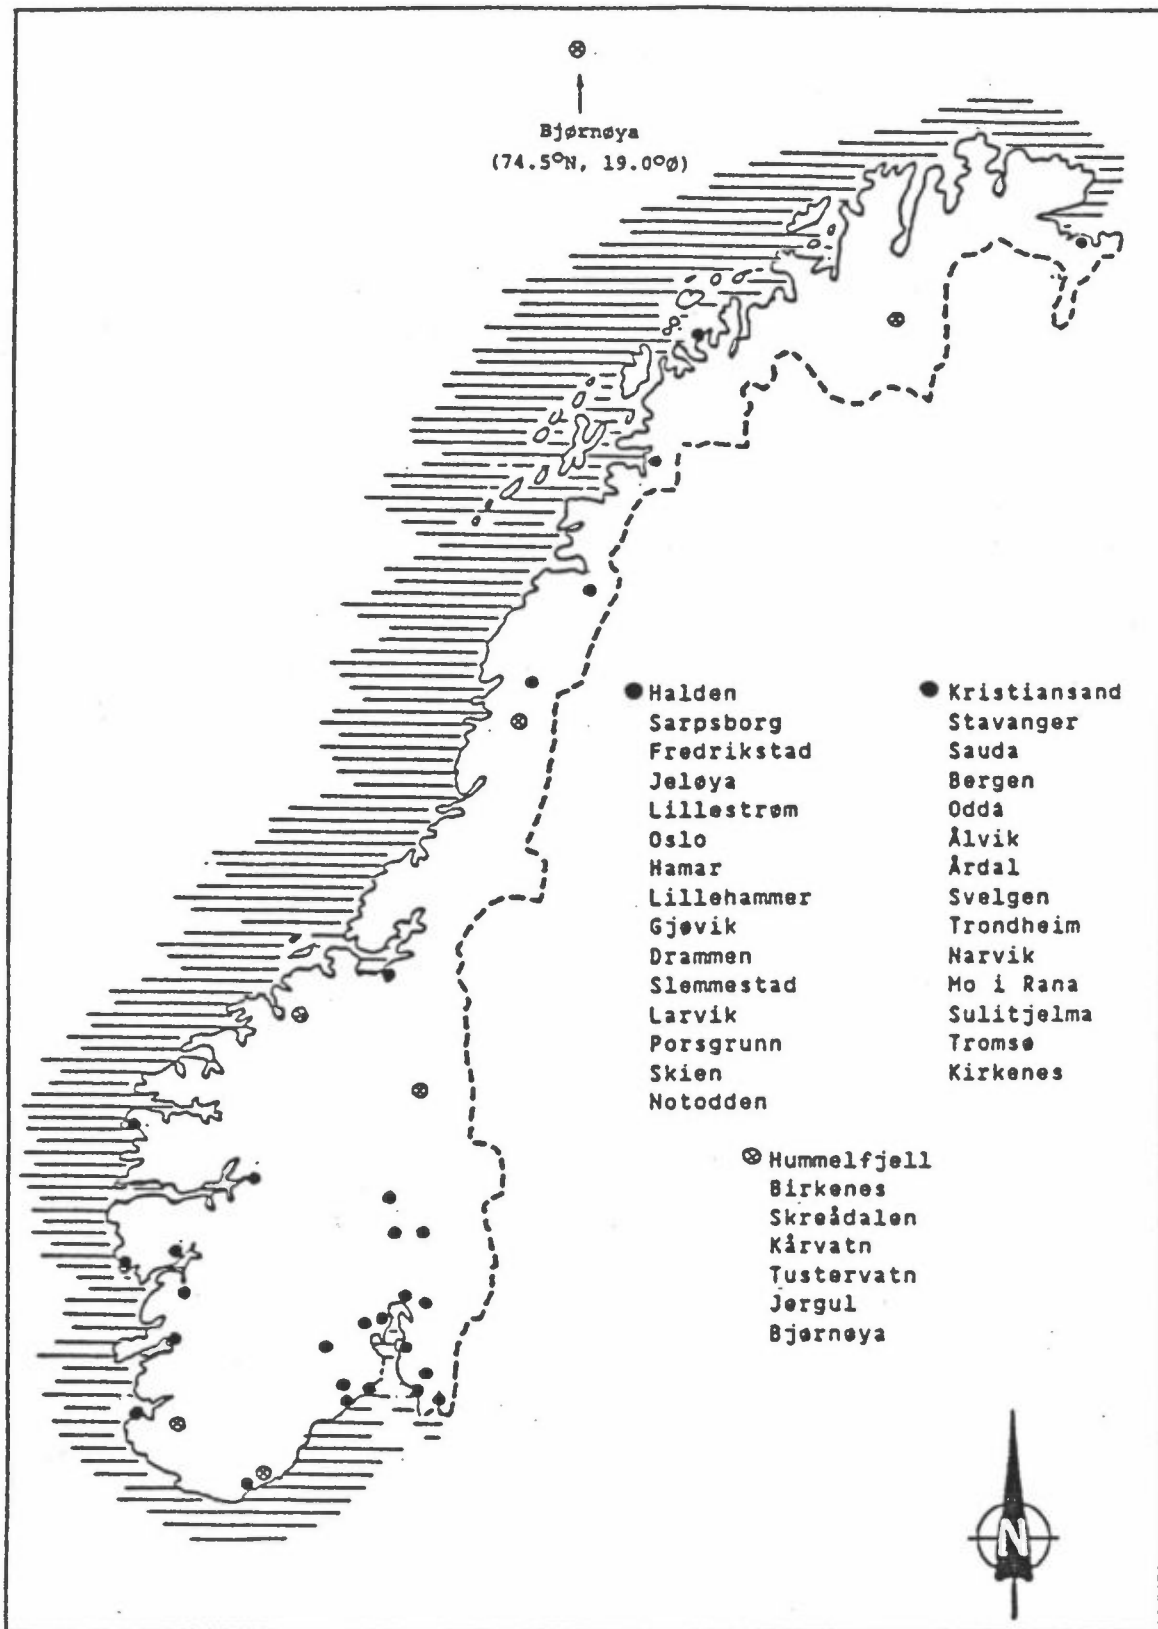 Bjørnøya
(74.5°N, 19.0°Ø)
Halden
Sarpsborg
Fredrikstad
Jeløya
Lillestrøm
Oslo
Hamar
Lillehammer
Gjøvik
Drammen
Slemmestad
Larvik
Porsgrunn
Skien
Notodden
Kristiansand
Stavanger
Sauda
Bergen
Odda
Ålvik
Årdal
Svelgen
Trondheim
Narvik
Mo i Rana
Sulitjelma
Tromsø
Kirkenes
Hummelfjell
Birkenes
Skreådalen
Kårvatn
Tustervatn
Jergul
Bjørnøya
N